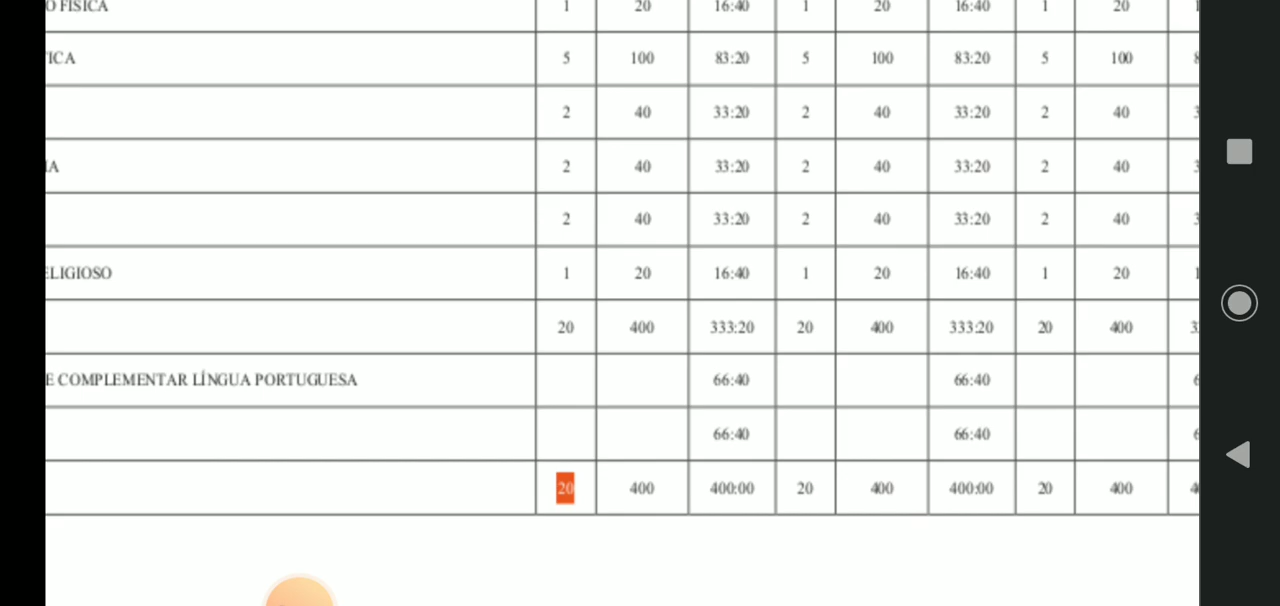 O FÍSICA 1 20 16:40 1 20 16:40 1 20
ICA 5 100 83:20 5 100 83:20 5 100
2 40 33:20 2 40 33:20 2 40
IA 2 40 33:20 2 40 33:20 2 40
2 40 33:20 2 40 33:20 2 40
ELIGIOSO 1 20 16:40 1 20 16:40 1 20
20 400 333:20 20 400 333:20 20 400
E COMPLEMENTAR LÍNGUA PORTUGUESA 66:40 66:40
66:40 66:40
20 400 400:00 20 400 400:00 20 400